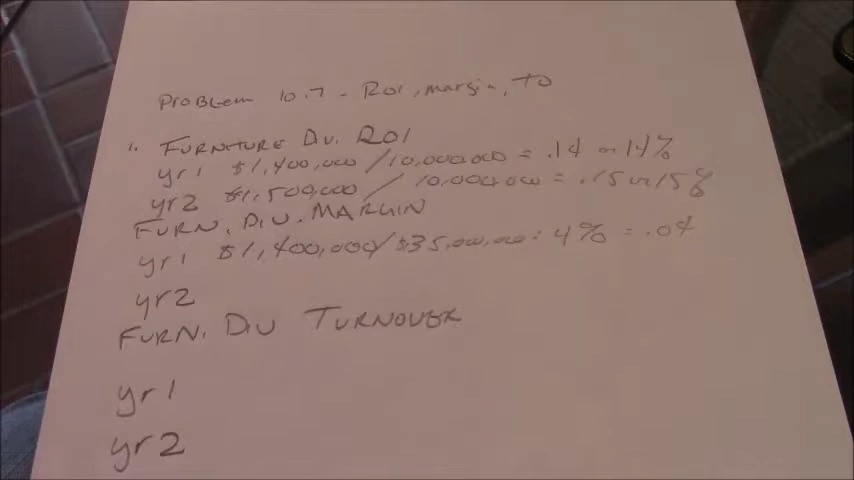 Problem 10.7 - ROI, margin, TO
1. FURNITURE Div. ROI
yr1 $1,400,000 / 10,000,000 = .14 or 14%
yr2 $1,500,000 / 10,000,000 = .15 or 15%
FURN. DIV. MARGIN
yr1 $1,400,000/$35,000,000 = 4% = .04
yr2
FURN. DIV TURNOVER
yr1
yr2